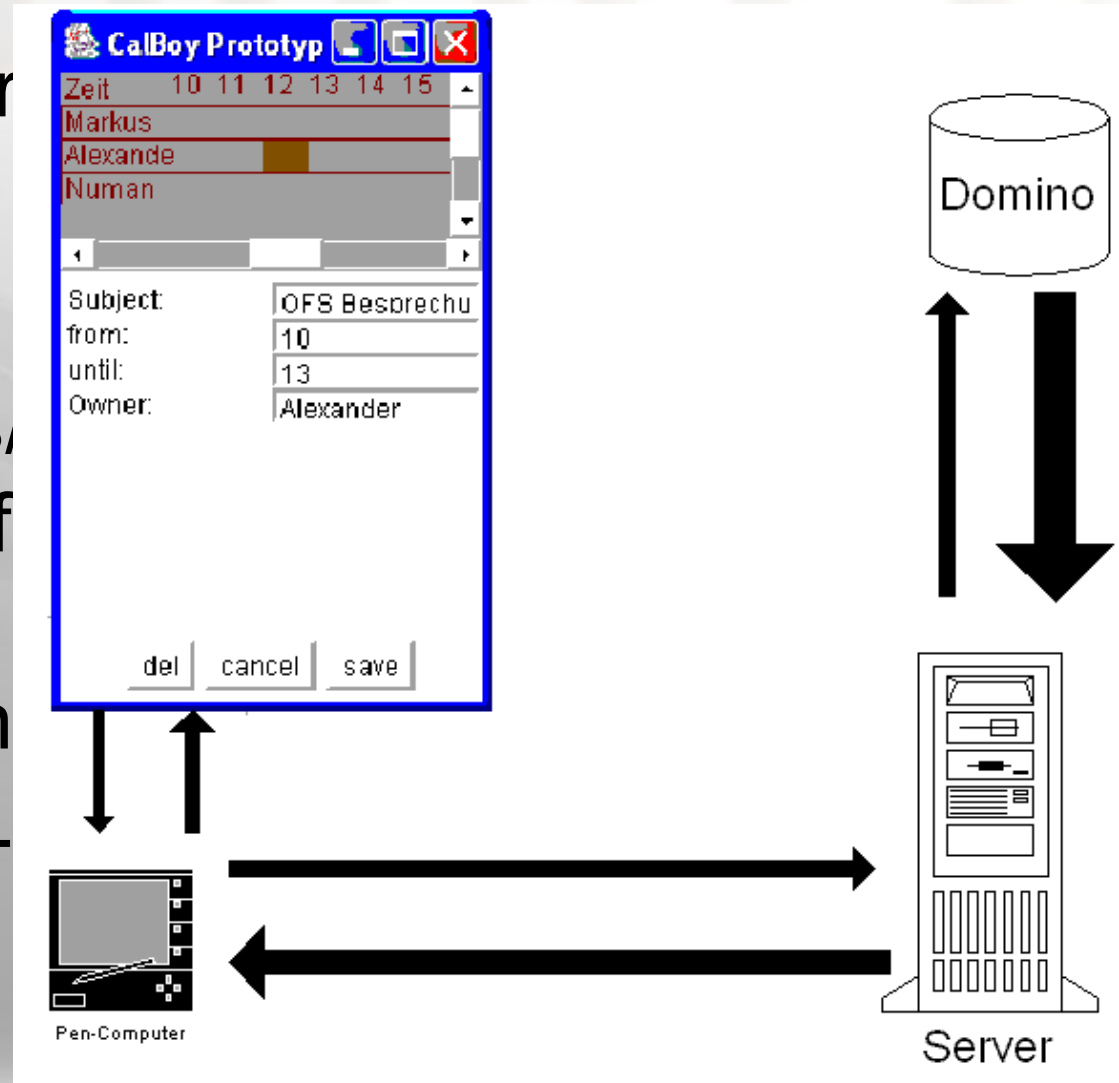 CalBoy Prototyp
Zeit 10 11 12 13 14 15
Markus
Alexande
Numan
Subject: OFS Besprechu
from: 10
until: 13
Owner: Alexander
del cancel save
Domino
Pen-Computer
Server